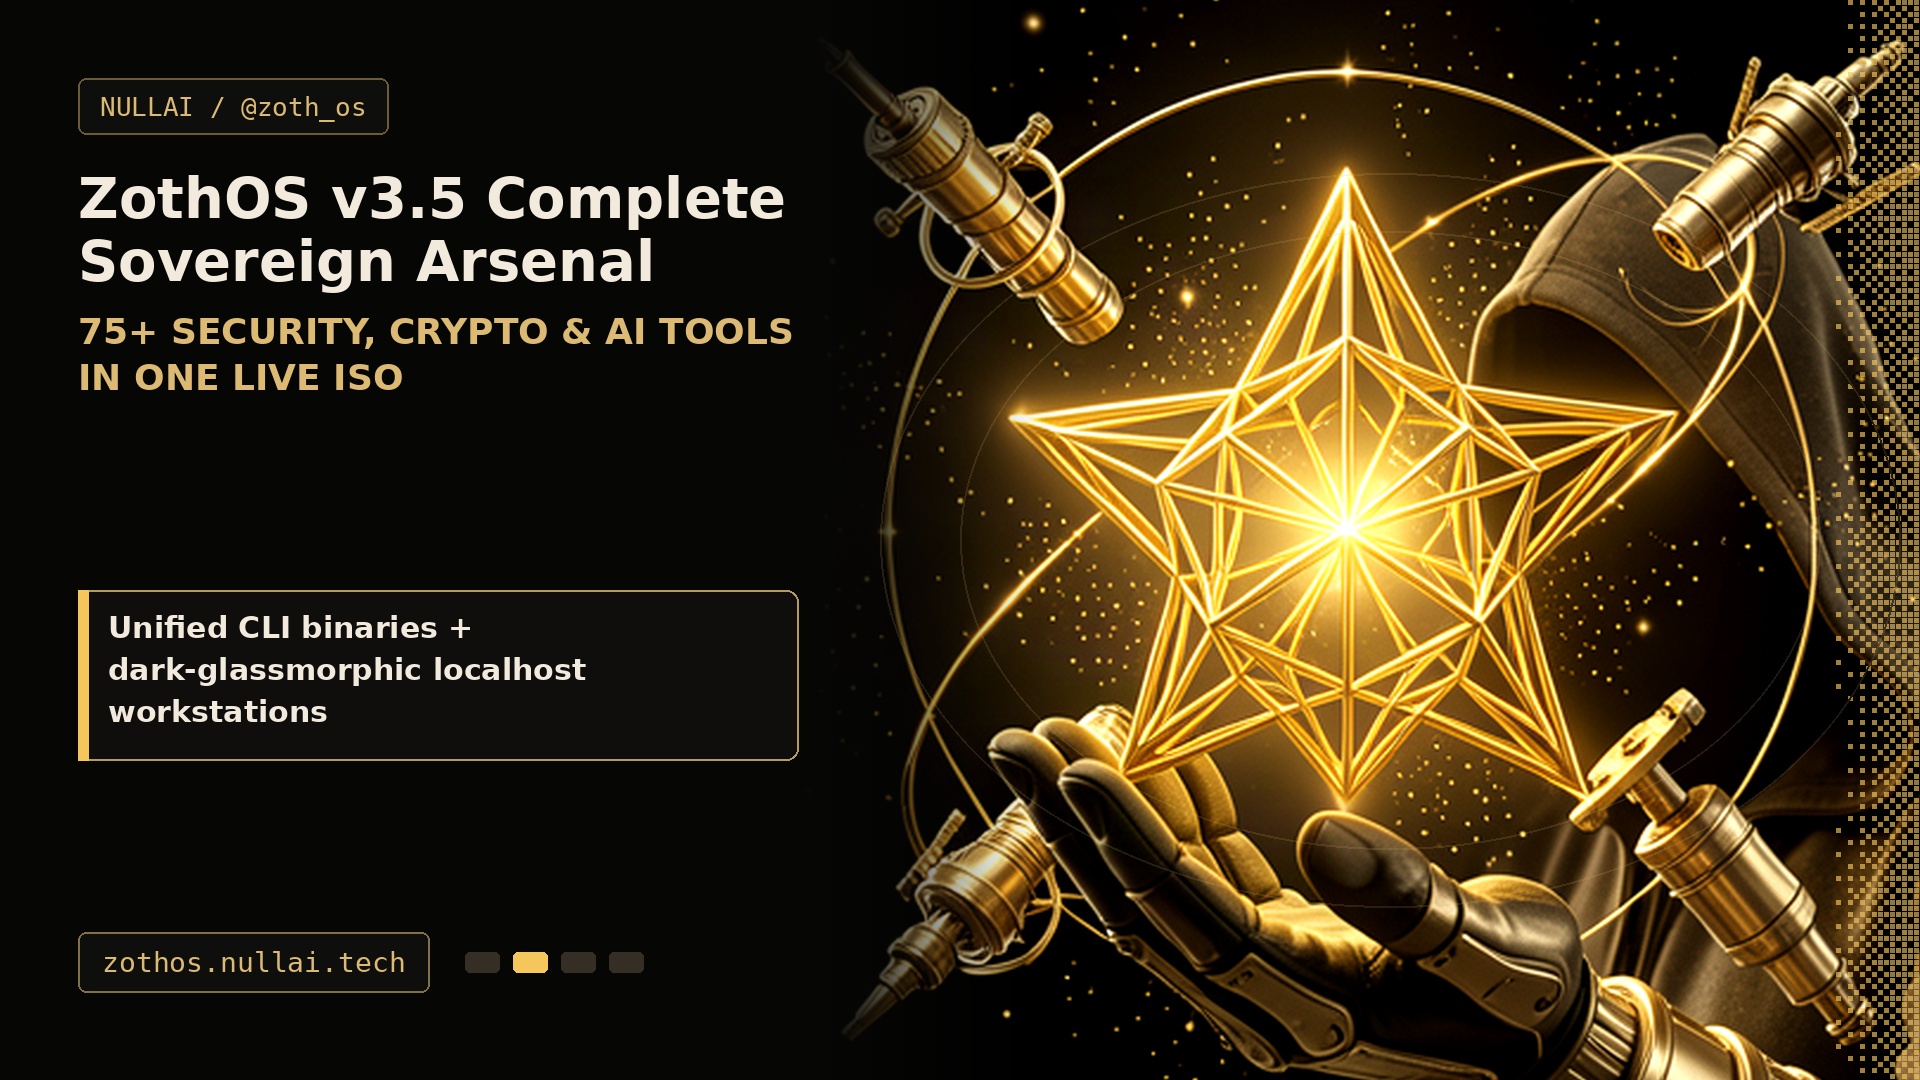 NULLAI / @zoth_os
ZothOS v3.5 Complete
Sovereign Arsenal
75+ SECURITY, CRYPTO & AI TOOLS
IN ONE LIVE ISO
Unified CLI binaries +
dark-glassmorphic localhost
workstations
zothos.nullai.tech